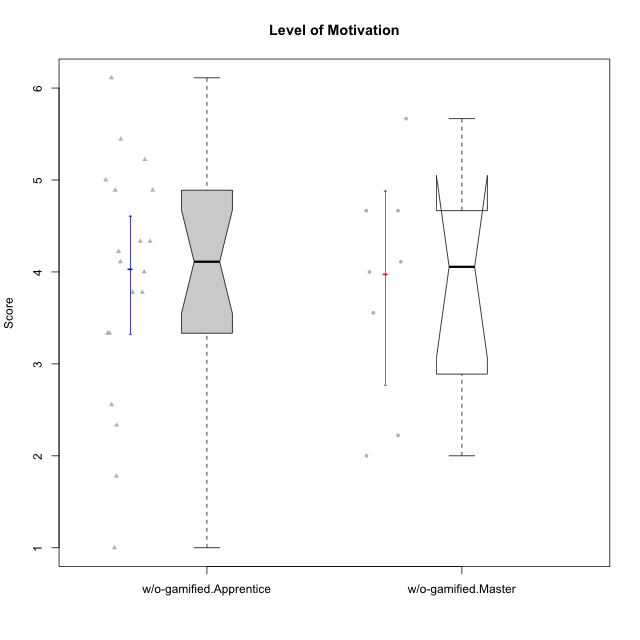 Level of Motivation
Score
6
5
4
3
2
1
w/o-gamified.Apprentice
w/o-gamified.Master